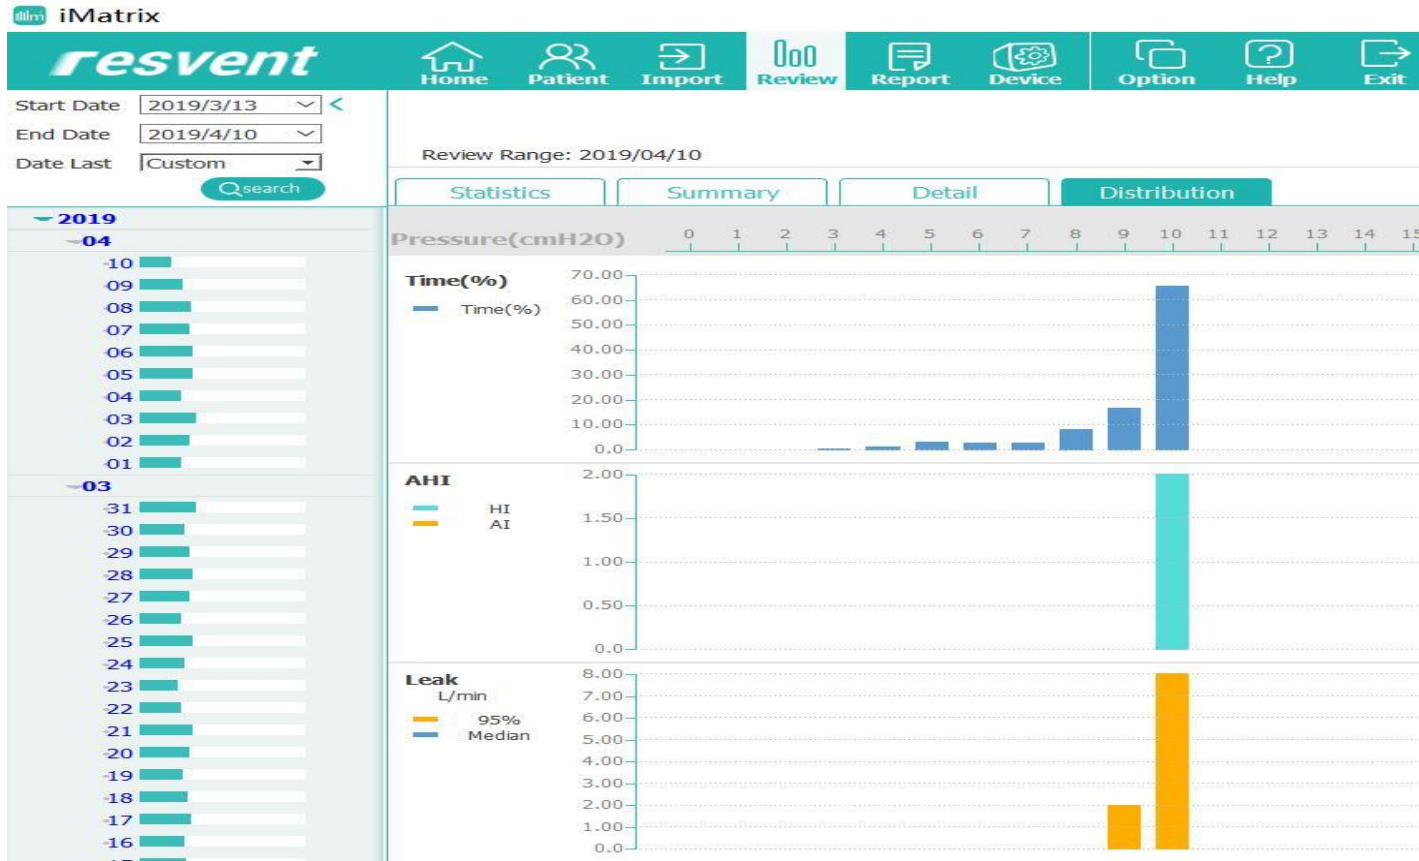 iMatrix
resvent
Home Patient Import Review Report Device Option Help Exit
Start Date 2019/3/13 <
End Date 2019/4/10
Date Last Custom
search
Review Range: 2019/04/10
Statistics Summary Detail Distribution
2019
04
10
09
08
07
06
05
04
03
02
01
03
31
30
29
28
27
26
25
24
23
22
21
20
19
18
17
16
Pressure(cmH2O) 0 1 2 3 4 5 6 7 8 9 10 11 12 13 14 15
Time(%)
Time(%)
70.00
60.00
50.00
40.00
30.00
20.00
10.00
0.0
AHI
HI
AI
2.00
1.50
1.00
0.50
0.0
Leak
L/min
95%
Median
8.00
7.00
6.00
5.00
4.00
3.00
2.00
1.00
0.0